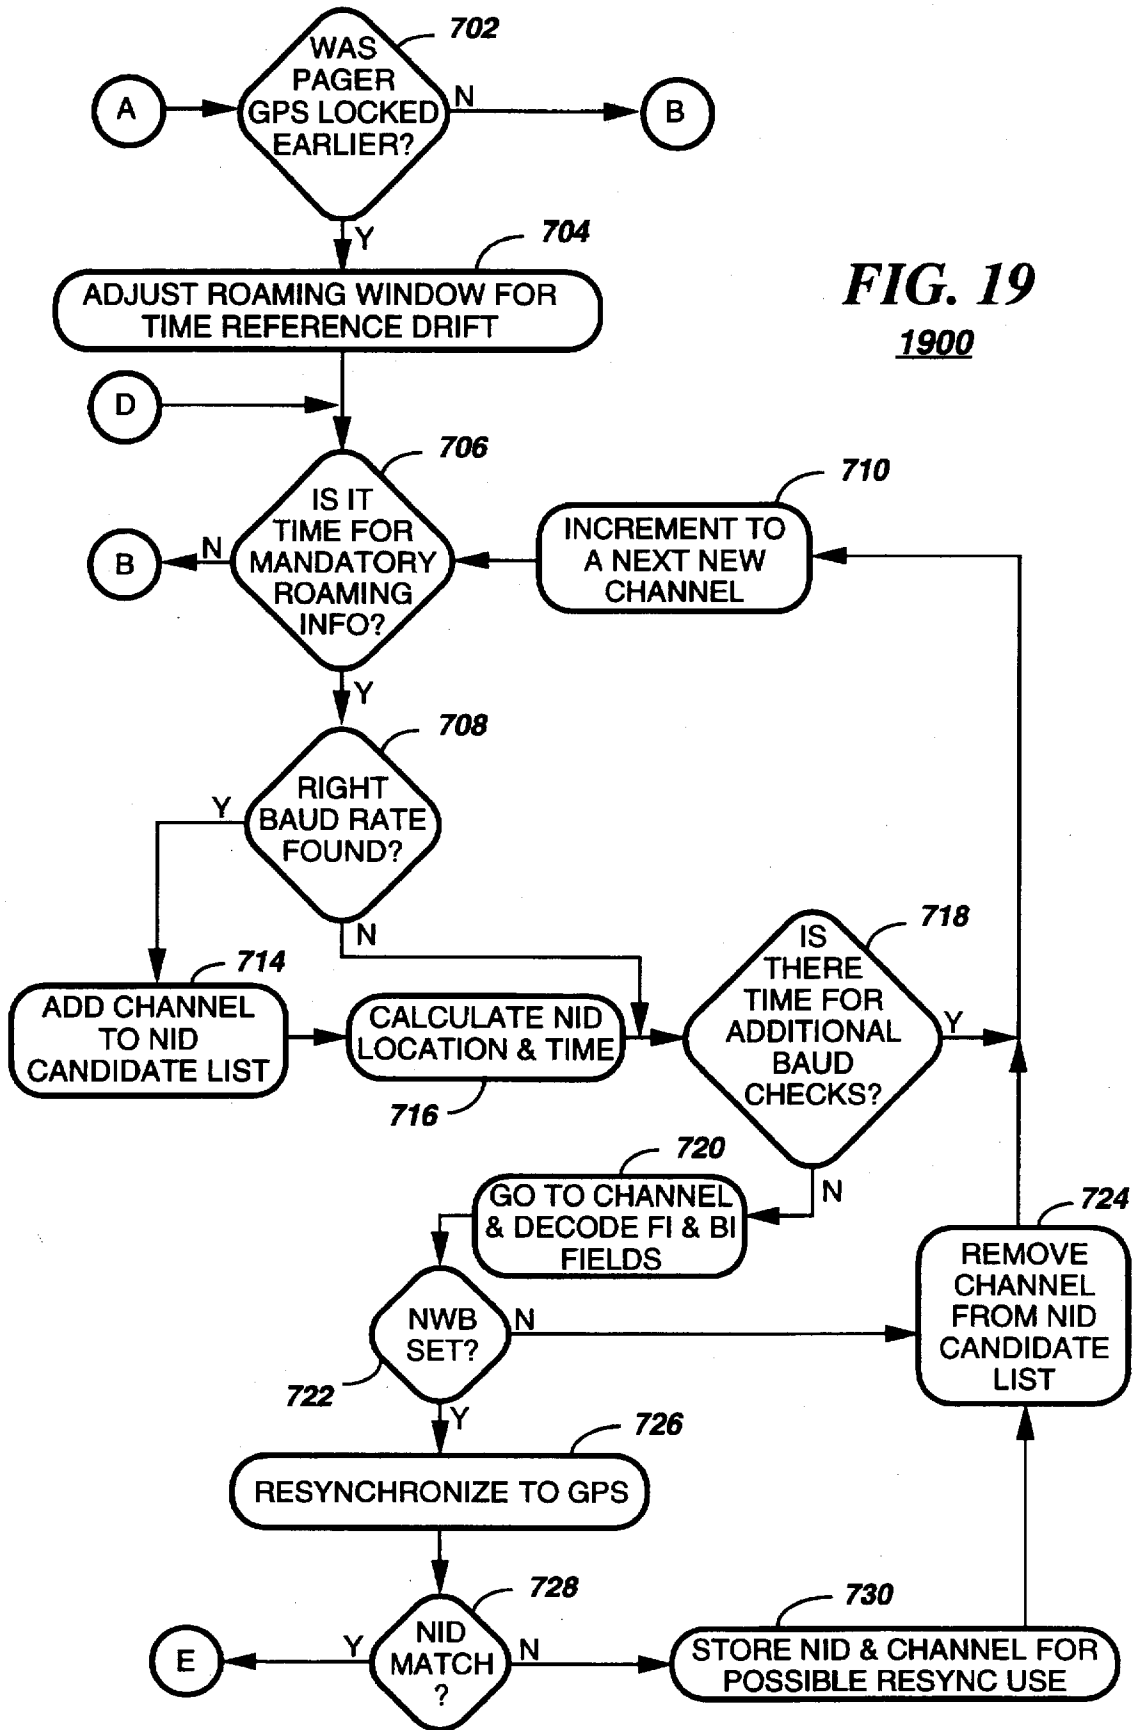 702
WAS
PAGER
GPS LOCKED
EARLIER?
A
N
B
Y
704
ADJUST ROAMING WINDOW FOR
TIME REFERENCE DRIFT
FIG. 19
1900
D
706
IS IT
TIME FOR
MANDATORY
ROAMING
INFO?
N
B
710
INCREMENT TO
A NEXT NEW
CHANNEL
Y
708
RIGHT
BAUD RATE
FOUND?
Y
N
714
ADD CHANNEL
TO NID
CANDIDATE LIST
CALCULATE NID
LOCATION & TIME
716
718
IS
THERE
TIME FOR
ADDITIONAL
BAUD
CHECKS?
Y
N
720
GO TO CHANNEL
& DECODE FI & BI
FIELDS
724
REMOVE
CHANNEL
FROM NID
CANDIDATE
LIST
NWB
SET?
N
722
Y
726
RESYNCHRONIZE TO GPS
728
NID
MATCH
?
Y
E
N
730
STORE NID & CHANNEL FOR
POSSIBLE RESYNC USE